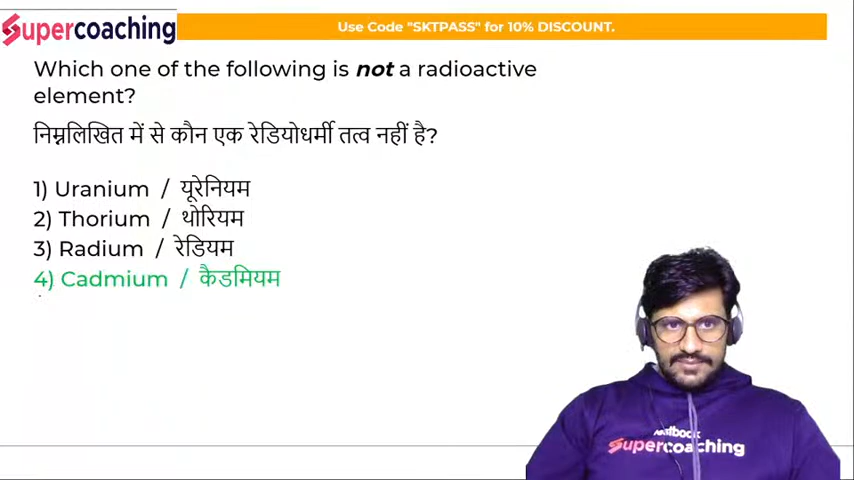 Supercoaching
Use Code "SKTPASS" for 10% DISCOUNT.
Which one of the following is not a radioactive
element?
निम्नलिखित में से कौन एक रेडियोधर्मी तत्व नहीं है?
1) Uranium / यूरेनियम
2) Thorium / थोरियम
3) Radium / रेडियम
4) Cadmium / कैडमियम
Supercoaching